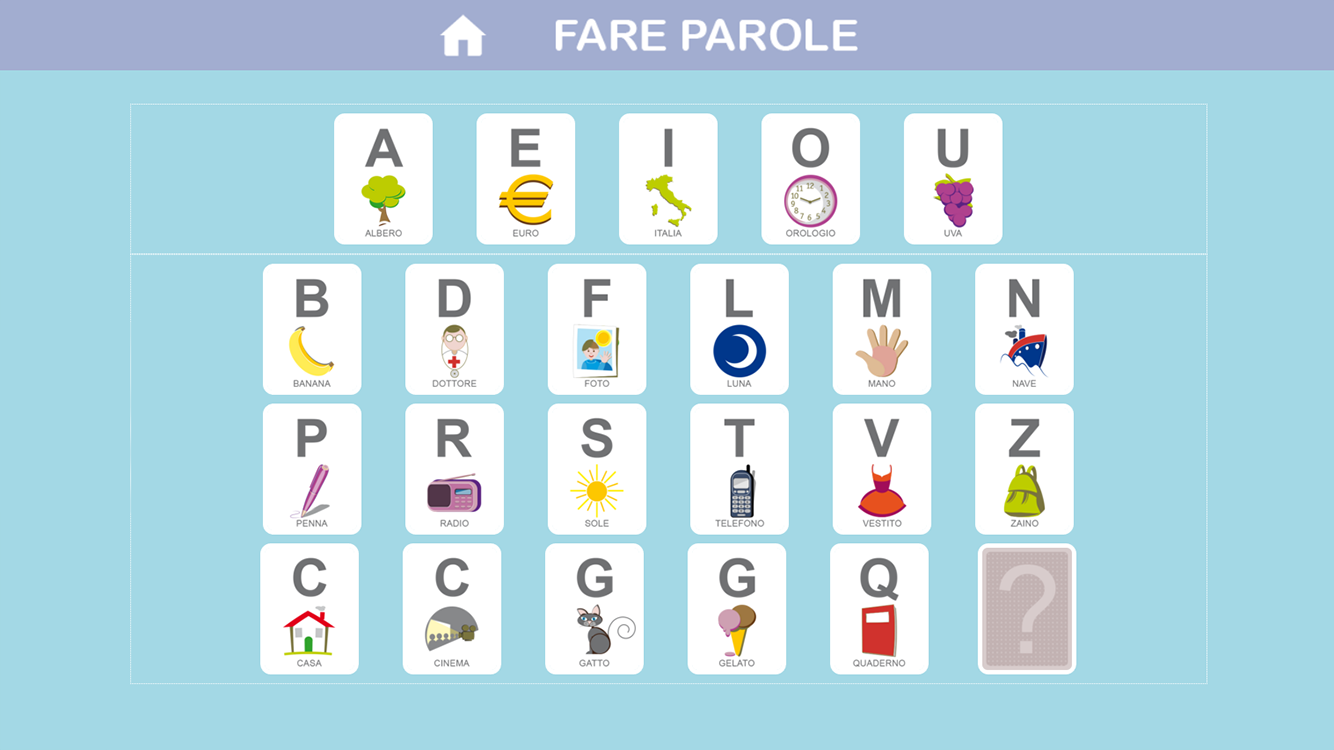 FARE PAROLE
A E I O U
ALBERO EURO ITALIA OROLOGIO UVA
B D F L M N
BANANA DOTTORE FOTO LUNA MANO NAVE
P R S T V Z
PENNA RADIO SOLE TELEFONO VESTITO ZAINO
C C G G Q ?
CASA CINEMA GATTO GELATO QUADERNO